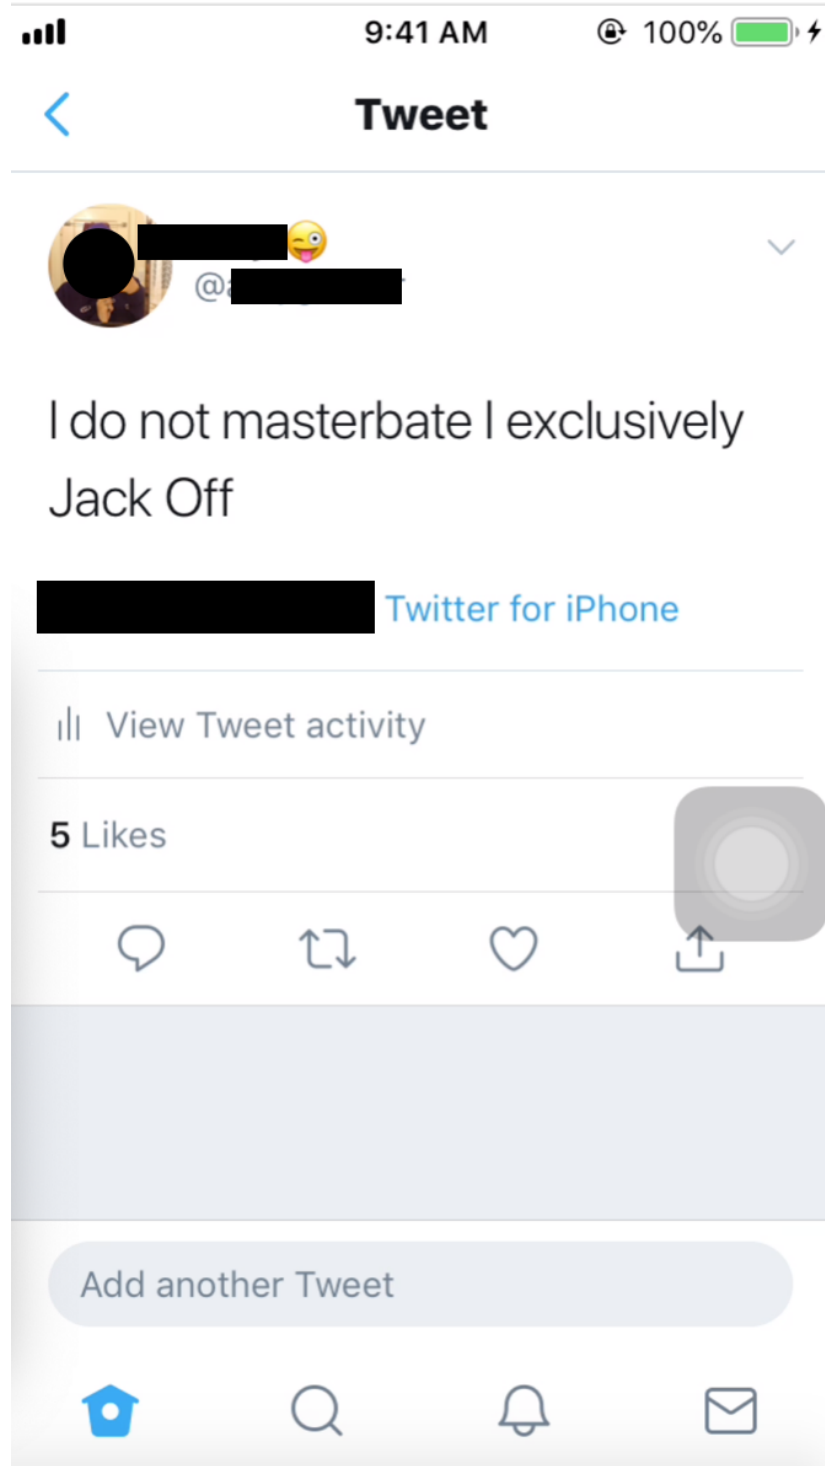 9:41 AM
100%
Tweet
@
I do not masterbate I exclusively
Jack Off
Twitter for iPhone
View Tweet activity
5 Likes
Add another Tweet